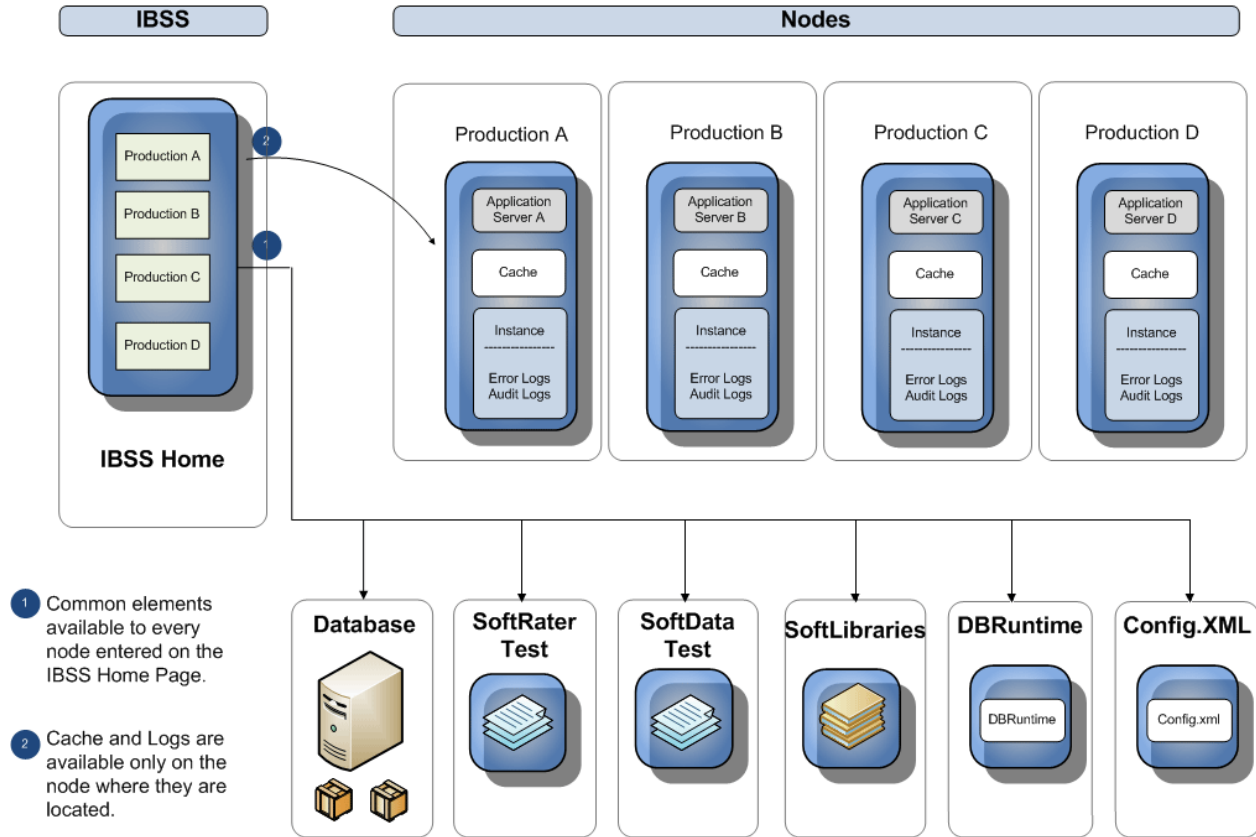 IBSS
Nodes
Production A
Production B
Production C
Production D
IBSS Home
2
1
Production A
Application
Server A
Cache
Instance
----------------
Error Logs
Audit Logs
Production B
Application
Server B
Cache
Instance
----------------
Error Logs
Audit Logs
Production C
Application
Server C
Cache
Instance
----------------
Error Logs
Audit Logs
Production D
Application
Server D
Cache
Instance
----------------
Error Logs
Audit Logs
1 Common elements
available to every
node entered on the
IBSS Home Page.
2 Cache and Logs are
available only on the
node where they are
located.
Database
SoftRater
Test
SoftData
Test
SoftLibraries
DBRuntime
DBRuntime
Config.XML
Config.xml